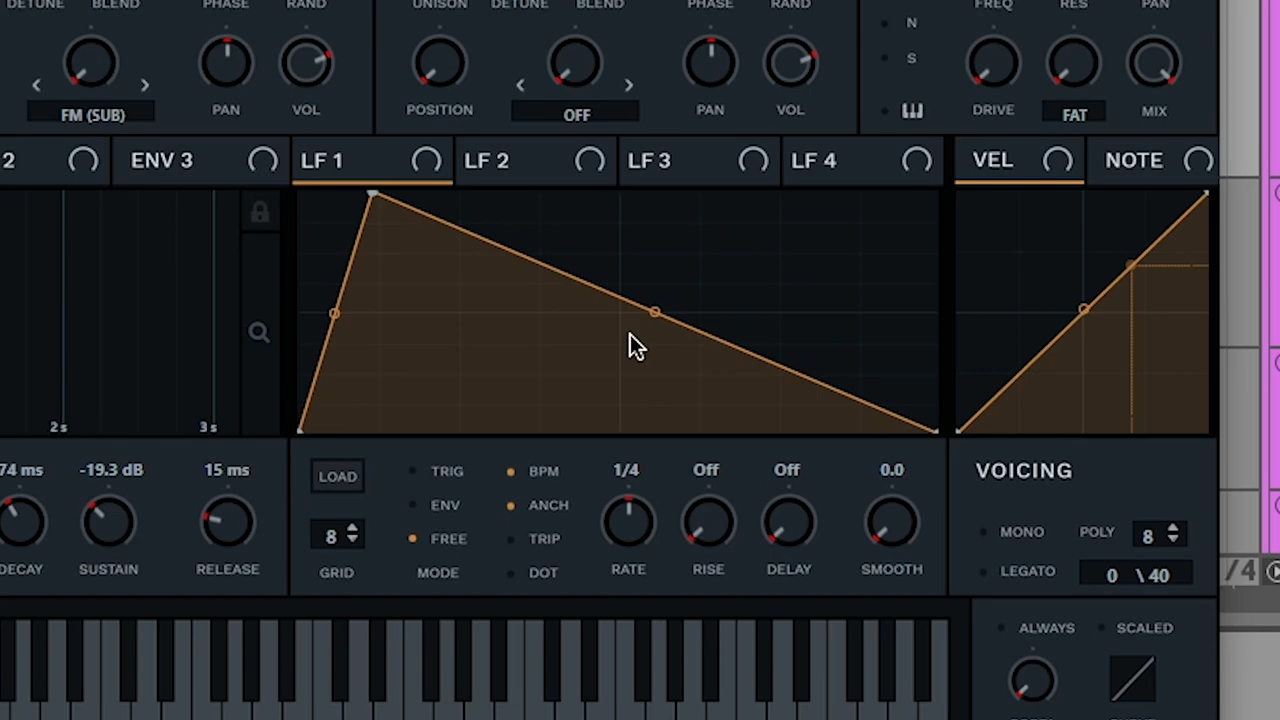 DETUNE BLEND PHASE RAND UNISON DETUNE BLEND PHASE RAND FREQ RES PAN
N
S
PAN VOL POSITION PAN VOL DRIVE MIX
FM (SUB) OFF FAT
2 ENV 3 LF 1 LF 2 LF 3 LF 4 VEL NOTE
2 s 3 s
74 ms -19.3 dB 15 ms LOAD TRIG BPM 1/4 Off Off 0.0 VOICING
ENV ANCH
8 FREE TRIP MONO POLY 8
DECAY SUSTAIN RELEASE GRID MODE DOT RATE RISE DELAY SMOOTH LEGATO 0 \ 40 /4
ALWAYS SCALED